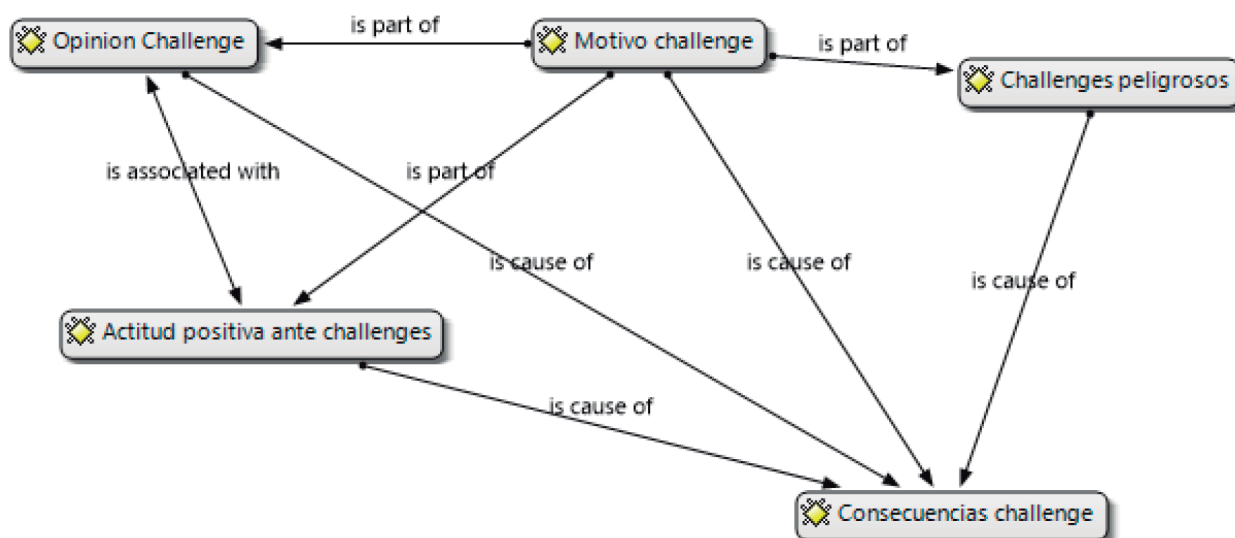 is part of
Opinion Challenge
Motivo challenge
is part of
Challenges peligrosos
is associated with
is part of
is cause of
is cause of
is cause of
Actitud positiva ante challenges
is cause of
Consecuencias challenge